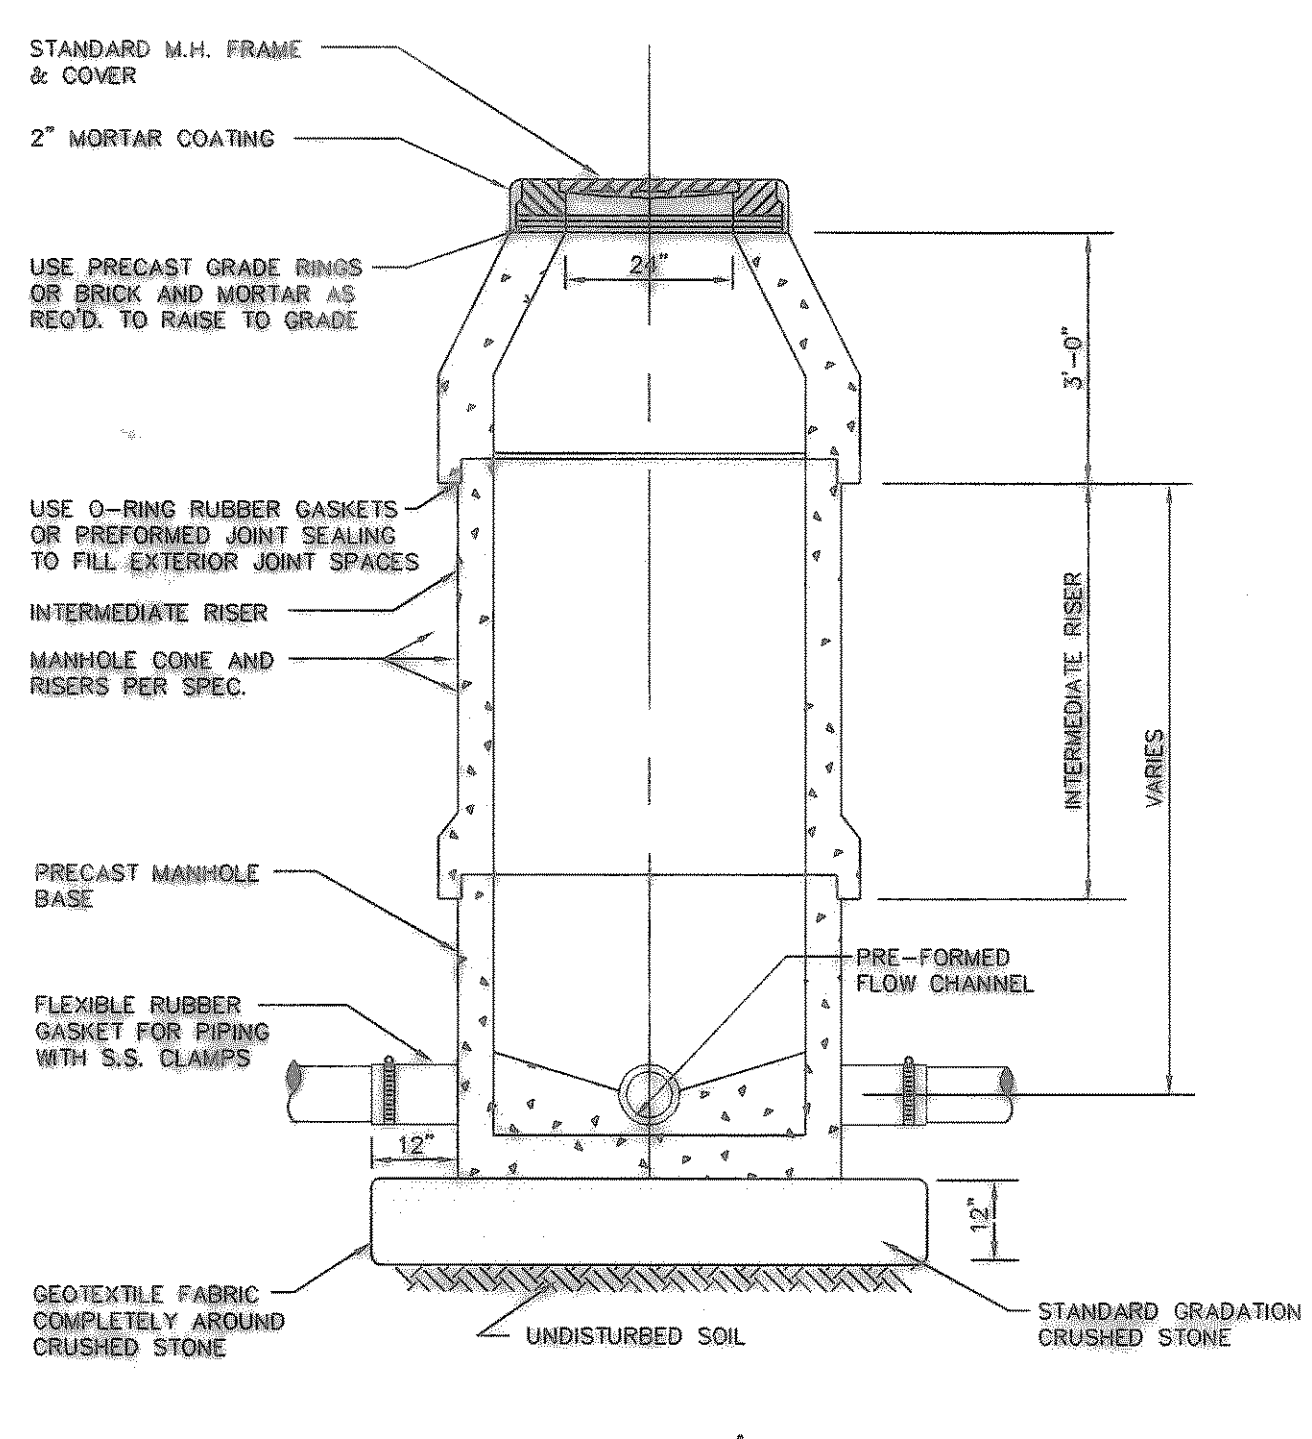 STANDARD M.H. FRAME
& COVER
2" MORTAR COATING
USE PRECAST GRADE RINGS
OR BRICK AND MORTAR AS
REQ'D. TO RAISE TO GRADE
24"
3'-0"
USE O-RING RUBBER GASKETS
OR PREFORMED JOINT SEALING
TO FILL EXTERIOR JOINT SPACES
INTERMEDIATE RISER
MANHOLE CONE AND
RISERS PER SPEC.
INTERMEDIATE RISER
VARIES
PRECAST MANHOLE
BASE
PRE-FORMED
FLOW CHANNEL
FLEXIBLE RUBBER
GASKET FOR PIPING
WITH S.S. CLAMPS
12"
12"
GEOTEXTILE FABRIC
COMPLETELY AROUND
CRUSHED STONE
UNDISTURBED SOIL
STANDARD GRADATION
CRUSHED STONE